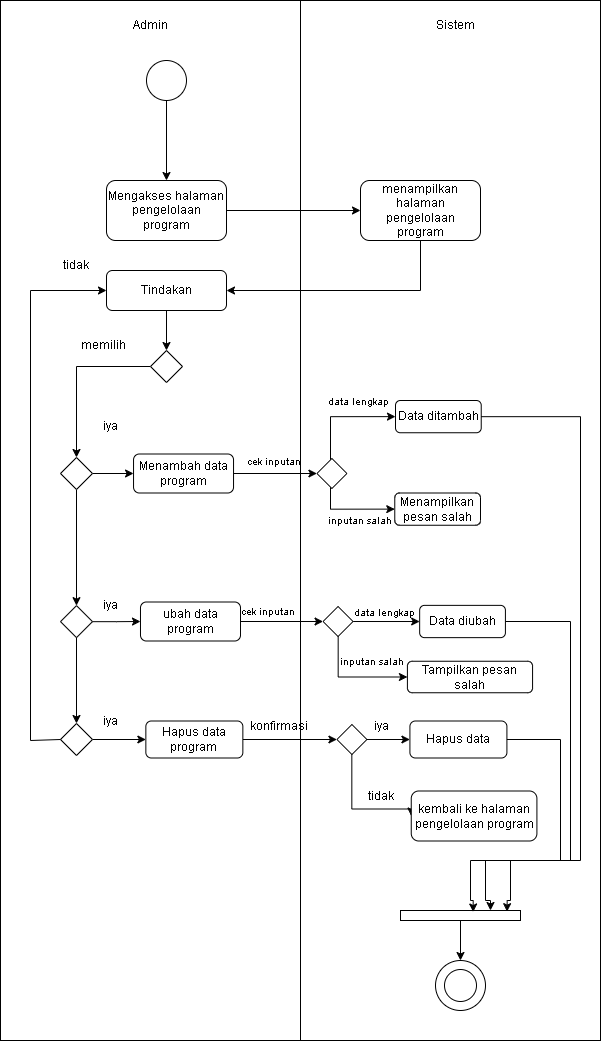 Admin
Sistem
Mengakses halaman
pengelolaan
program
menampilkan
halaman
pengelolaan
program
tidak
Tindakan
memilih
iya
Menambah data
program
cek inputan
data lengkap
Data ditambah
inputan salah
Menampilkan
pesan salah
iya
ubah data
program
cek inputan
data lengkap
Data diubah
inputan salah
Tampilkan pesan
salah
iya
Hapus data
program
konfirmasi
iya
Hapus data
tidak
kembali ke halaman
pengelolaan program